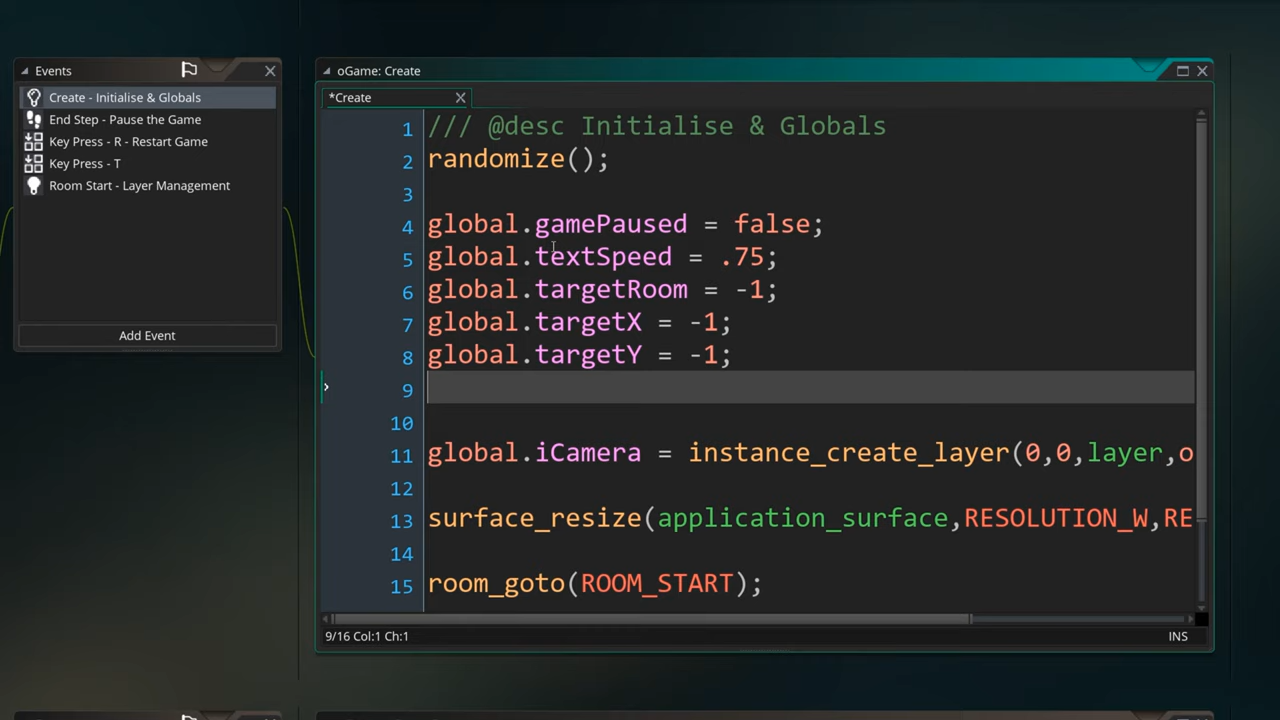 Events
Create - Initialise & Globals
End Step - Pause the Game
Key Press - R - Restart Game
Key Press - T
Room Start - Layer Management
Add Event
oGame: Create
*Create
1 /// @desc Initialise & Globals
2 randomize();
3
4 global.gamePaused = false;
5 global.textSpeed = .75;
6 global.targetRoom = -1;
7 global.targetX = -1;
8 global.targetY = -1;
9
10
11 global.iCamera = instance_create_layer(0,0,layer,o
12
13 surface_resize(application_surface,RESOLUTION_W,RE
14
15 room_goto(ROOM_START);
9/16 Col:1 Ch:1 INS